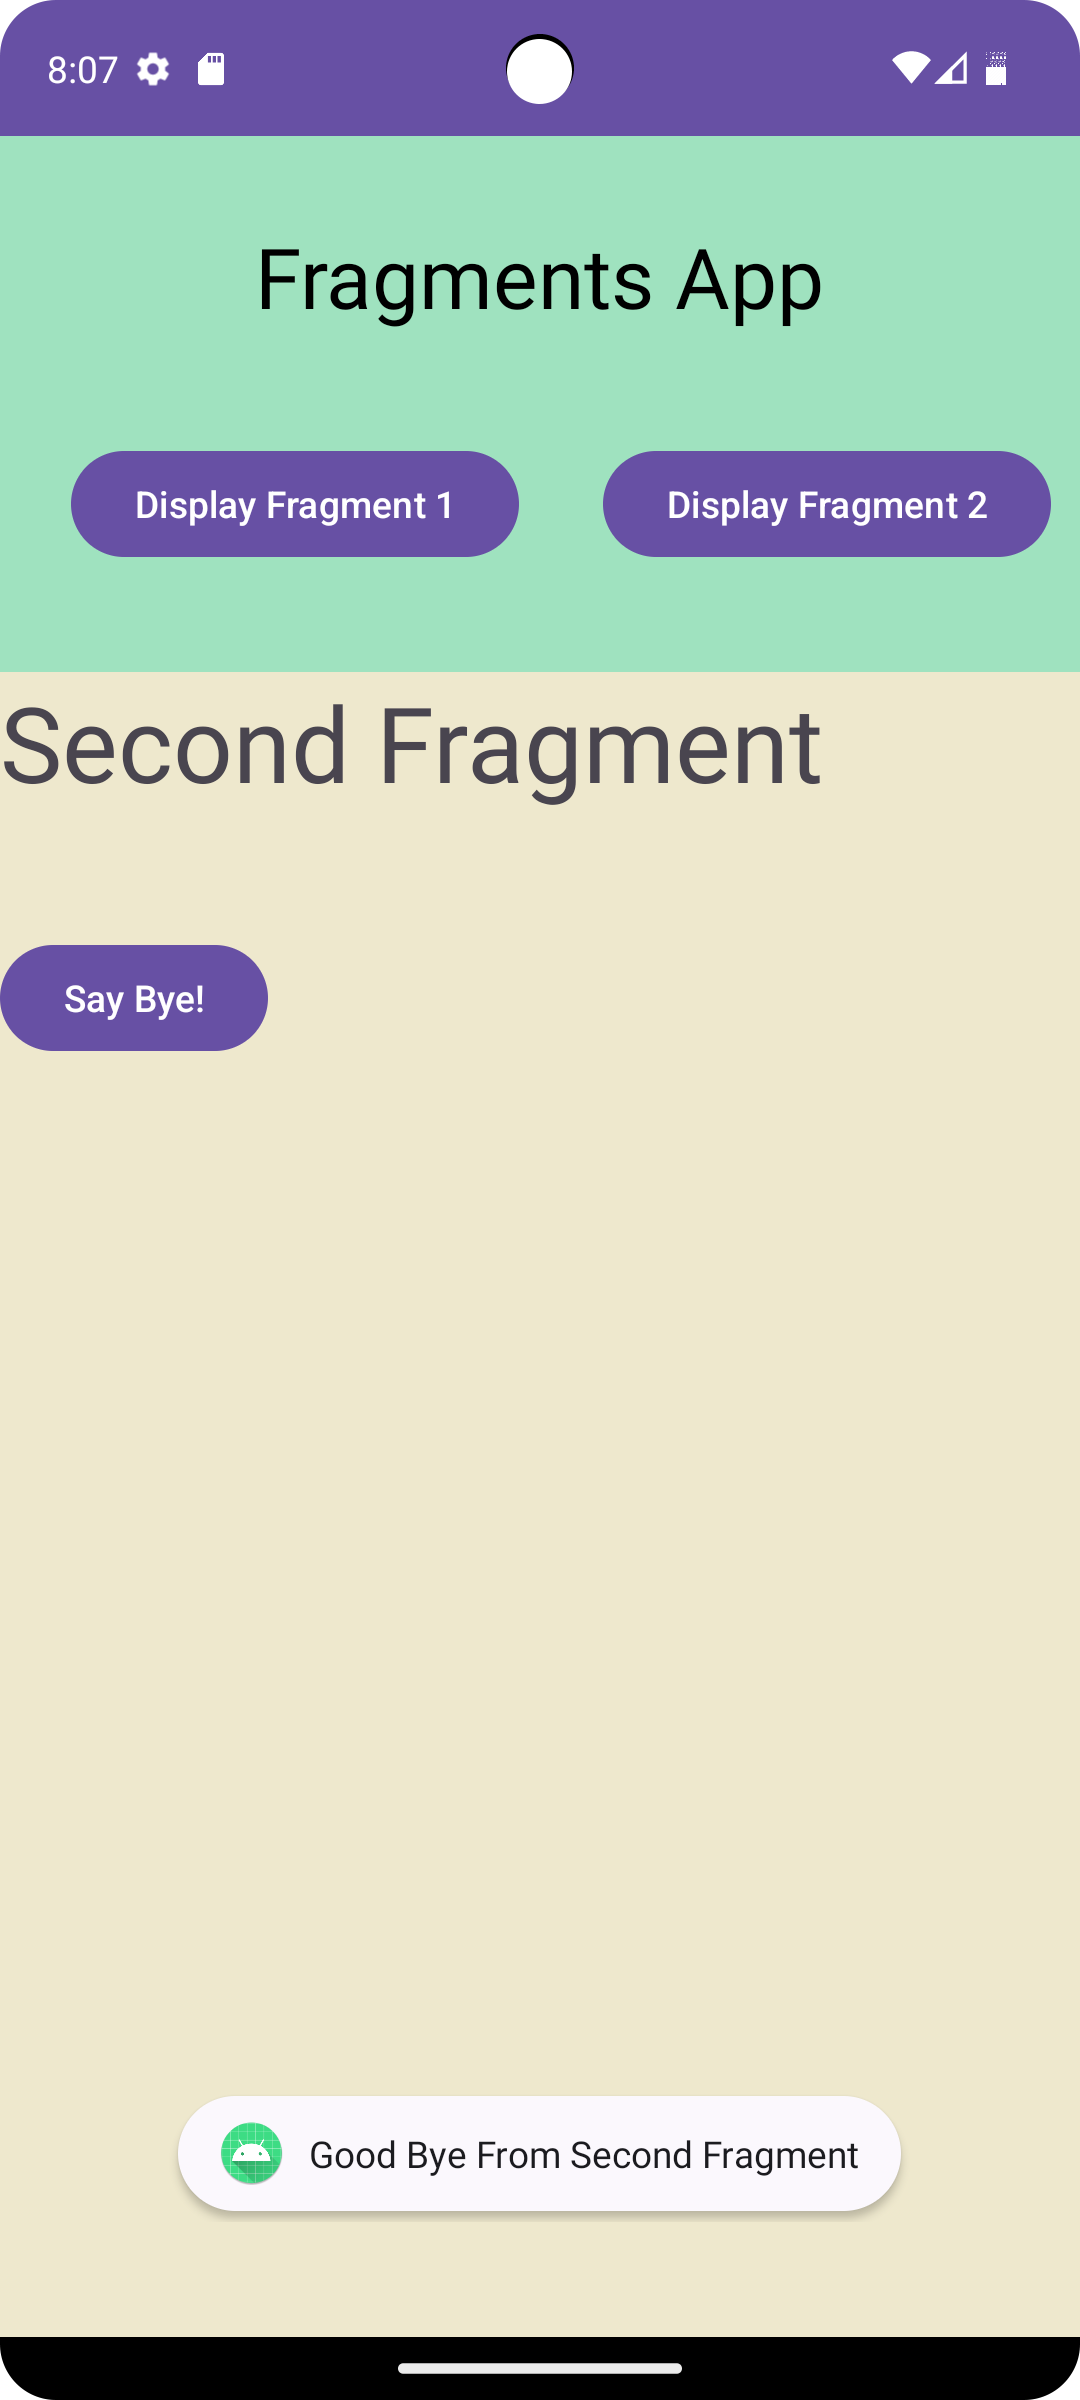 8:07
Fragments App
Display Fragment 1
Display Fragment 2
Second Fragment
Say Bye!
Good Bye From Second Fragment